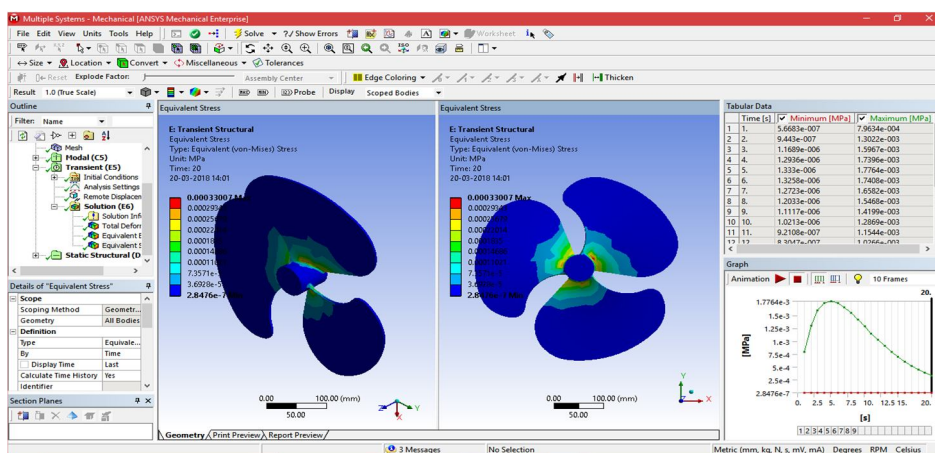 Multiple Systems - Mechanical [ANSYS Mechanical Enterprise]
File Edit View Units Tools Help Solve ?/ Show Errors Worksheet
Size Location Convert Miscellaneous Tolerances
Reset Explode Factor: Assembly Center Edge Coloring Thicken
Result 1.0 (True Scale) Probe Display Scoped Bodies
Outline
Filter: Name
Mesh
Modal (C5)
Transient (E5)
Initial Conditions
Analysis Settings
Remote Displacen
Solution (E6)
Solution Inf
Total Deforn
Equivalent E
Equivalent S
Static Structural (D
Details of "Equivalent Stress"
Scope
Scoping Method Geometr...
Geometry All Bodies
Definition
Type Equivale...
By Time
Display Time Last
Calculate Time History Yes
Identifier
Section Planes
Equivalent Stress
E: Transient Structural
Equivalent Stress
Type: Equivalent (von-Mises) Stress
Unit: MPa
Time: 20
20-03-2018 14:01
0.00033007 Max
7.3571e-
3.6928e-5
2.8476e-7
0.00 100.00 (mm)
50.00
Z Y X
Geometry Print Preview Report Preview
Equivalent Stress
E: Transient Structural
Equivalent Stress
Type: Equivalent (von-Mises) Stress
Unit: MPa
Time: 20
20-03-2018 14:01
0.00033007 Max
0.00 100.00 (mm)
50.00
Y
Z X
Tabular Data
Time [s] Minimum [MPa] Maximum [MPa]
1 1. 5.6683e-007 7.9634e-004
2 2. 9.443e-007 1.3022e-003
3 3. 1.1689e-006 1.5967e-003
4 4. 1.2936e-006 1.7396e-003
5 5. 1.333e-006 1.7764e-003
6 6. 1.3258e-006 1.7408e-003
7 7. 1.2723e-006 1.6582e-003
8 8. 1.2033e-006 1.5468e-003
9 9. 1.1117e-006 1.4199e-003
10 10. 1.0213e-006 1.2869e-003
11 11. 9.2108e-007 1.1544e-003
12 12 8.3047e-007 1.0266e-003
Graph
Animation 10 Frames
20.
1.7764e-3
1.5e-3
1.25e-3
1.e-3
7.5e-4
5.e-4
2.5e-4
2.8476e-7
[MPa]
0. 2.5 5. 7.5 10. 12.5 15. 20.
[s]
1 2 3 4 5 6 7 8 9
3 Messages No Selection Metric (mm, kg, N, s, mV, mA) Degrees RPM Celsius